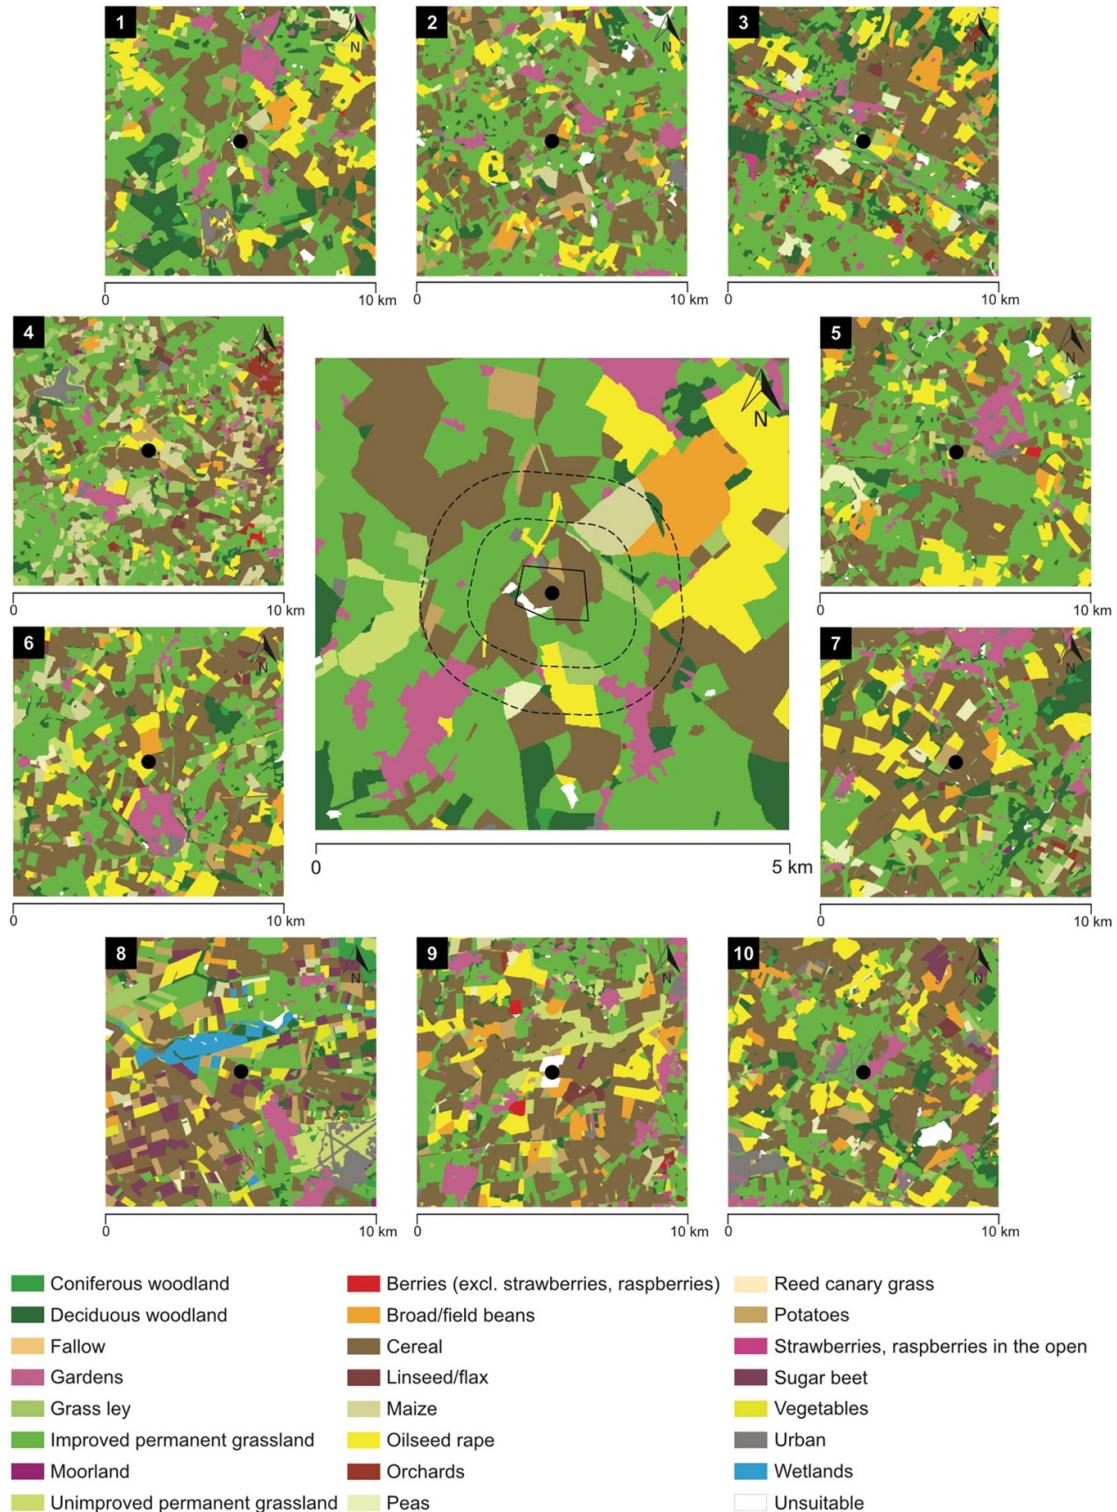 1
N
0
10 km
2
N
0
10 km
3
N
0
10 km
4
N
0
10 km
N
0
5 km
5
N
0
10 km
6
N
0
10 km
7
N
0
10 km
8
N
0
10 km
9
N
0
10 km
10
N
0
10 km
Coniferous woodland
Deciduous woodland
Fallow
Gardens
Grass ley
Improved permanent grassland
Moorland
Unimproved permanent grassland
Berries (excl. strawberries, raspberries)
Broad/field beans
Cereal
Linseed/flax
Maize
Oilseed rape
Orchards
Peas
Reed canary grass
Potatoes
Strawberries, raspberries in the open
Sugar beet
Vegetables
Urban
Wetlands
Unsuitable